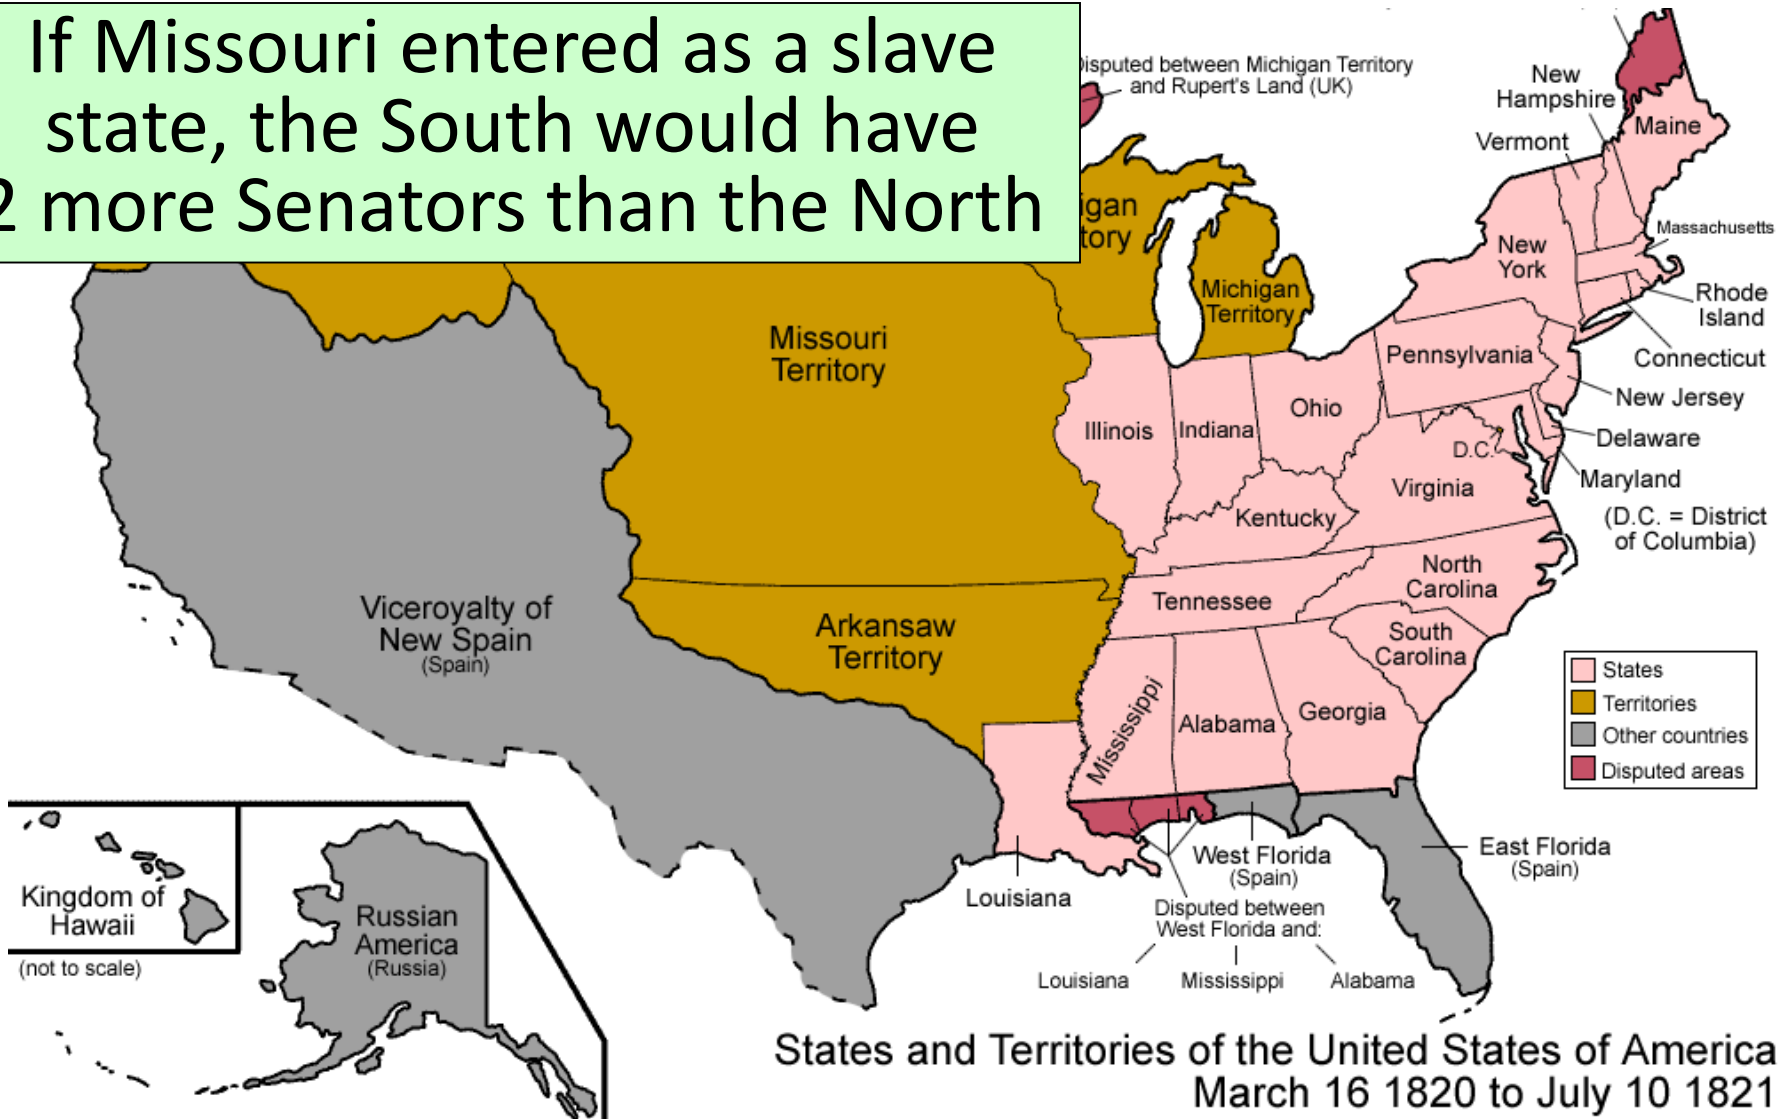 If Missouri entered as a slave
state, the South would have
2 more Senators than the North
Disputed between Michigan Territory
and Rupert's Land (UK)
New
Hampshire
Vermont
Maine
Massachusetts
New
York
Rhode
Island
Connecticut
Pennsylvania
New Jersey
Delaware
Maryland
(D.C. = District
of Columbia)
D.C.
Virginia
Michigan
Territory
Missouri
Territory
Illinois
Indiana
Ohio
Kentucky
North
Carolina
Tennessee
South
Carolina
Arkansaw
Territory
Viceroyalty of
New Spain
(Spain)
Mississippi
Alabama
Georgia
States
Territories
Other countries
Disputed areas
Louisiana
West Florida
(Spain)
East Florida
(Spain)
Disputed between
West Florida and:
Louisiana
Mississippi
Alabama
Kingdom of
Hawaii
(not to scale)
Russian
America
(Russia)
States and Territories of the United States of America
March 16 1820 to July 10 1821